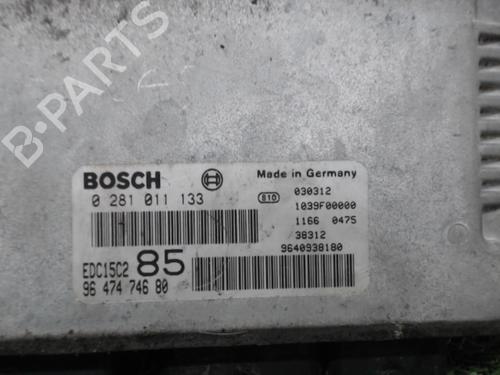 B-PARTS
BOSCH
Made in Germany
0 281 011 133
810
030312
1039F00000
1166 0475
38312
9640938180
EDC15C2 85
96 474 746 80